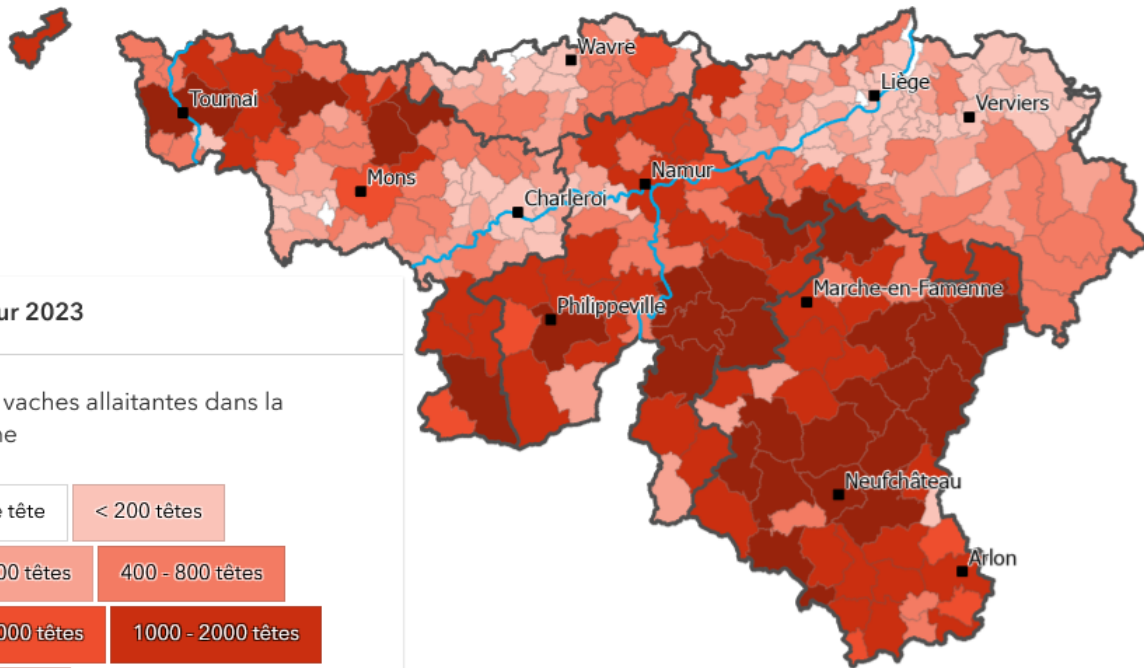 Wavre
Liège
Verviers
Tournai
Mons
Namur
Charleroi
Marche-en-Famenne
Philippeville
Neufchâteau
Arlon
ur 2023
vaches allaitantes dans la
ne
tête
< 200 têtes
00 têtes
400 - 800 têtes
000 têtes
1000 - 2000 têtes